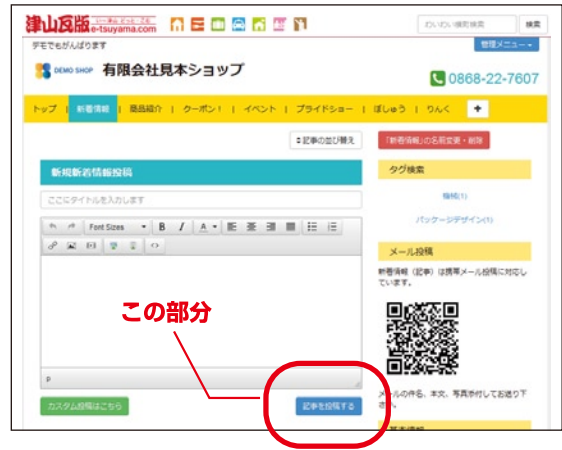 津山瓦版
e-tsuyama.com
わいわい横町検索
検索
デモでもがんばります
管理メニュー
DEMO SHOP 有限会社見本ショップ
0868-22-7607
トップ | 新着情報 | 商品紹介 | クーポン! | イベント | ブライドショー | ぼしゅう | りんく
+
記事の並び替え
「新着情報」の名前変更・削除
新規新着情報投稿
タグ検索
ここにタイトルを入力します
機械(1)
Font Sizes B I A
パッケージデザイン(1)
メール投稿
新着情報(記事)は携帯メール投稿に対応しています。
この部分
p
カスタム投稿はこちら
記事を投稿する
メールの件名、本文、写真添付してお送り下さい。
基本情報